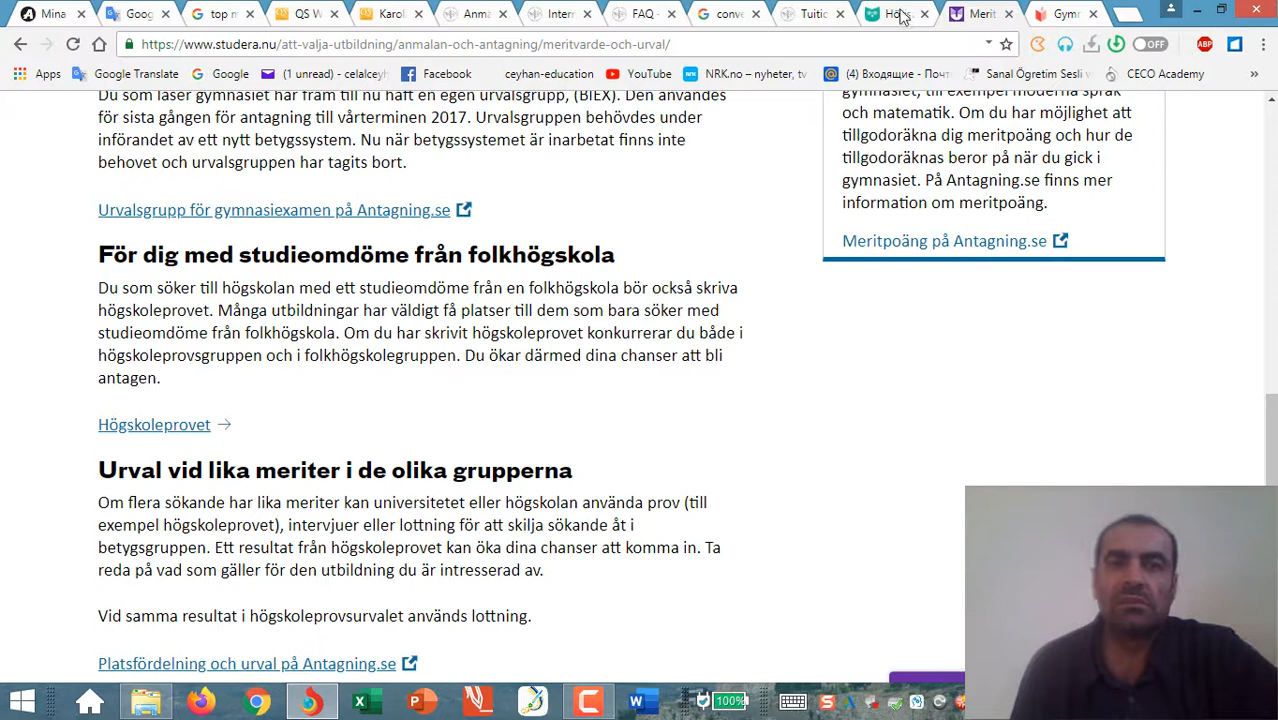 Mina
Goog
top m
QS W
Karol
Anma
Inter
FAQ -
conve
Tuitic
Merit
Gymn
https://www.studera.nu/att-valja-utbildning/anmalan-och-antagning/meritvarde-och-urval/
OFF
ABP
Apps
Google Translate
Google
(1 unread) - celalceyh
Facebook
ceyhan-education
YouTube
NRK.no – nyheter, tv
(4) Входящие - Почт
Sanal Ögretim Sesli v
CECO Academy
»
Du som läser gymnasiet har fram till nu haft en egen urvalsgrupp, (BIEX). Den användes
för sista gången för antagning till vårterminen 2017. Urvalsgruppen behövdes under
införandet av ett nytt betygssystem. Nu när betygssystemet är inarbetat finns inte
behovet och urvalsgruppen har tagits bort.
Urvalsgrupp för gymnasiexamen på Antagning.se
För dig med studieomdöme från folkhögskola
Du som söker till högskolan med ett studieomdöme från en folkhögskola bör också skriva
högskoleprovet. Många utbildningar har väldigt få platser till dem som bara söker med
studieomdöme från folkhögskola. Om du har skrivit högskoleprovet konkurrerar du både i
högskoleprovsgruppen och i folkhögskolegruppen. Du ökar därmed dina chanser att bli
antagen.
Högskoleprovet →
Urval vid lika meriter i de olika grupperna
Om flera sökande har lika meriter kan universitetet eller högskolan använda prov (till
exempel högskoleprovet), intervjuer eller lottning för att skilja sökande åt i
betygsgruppen. Ett resultat från högskoleprovet kan öka dina chanser att komma in. Ta
reda på vad som gäller för den utbildning du är intresserad av.
Vid samma resultat i högskoleprovsurvalet används lottning.
Platsfördelning och urval på Antagning.se
gymnasiet, till exempel moderna språk
och matematik. Om du har möjlighet att
tillgodoräkna dig meritpoäng och hur de
tillgodoräknas beror på när du gick i
gymnasiet. På Antagning.se finns mer
information om meritpoäng.
Meritpoäng på Antagning.se
100%